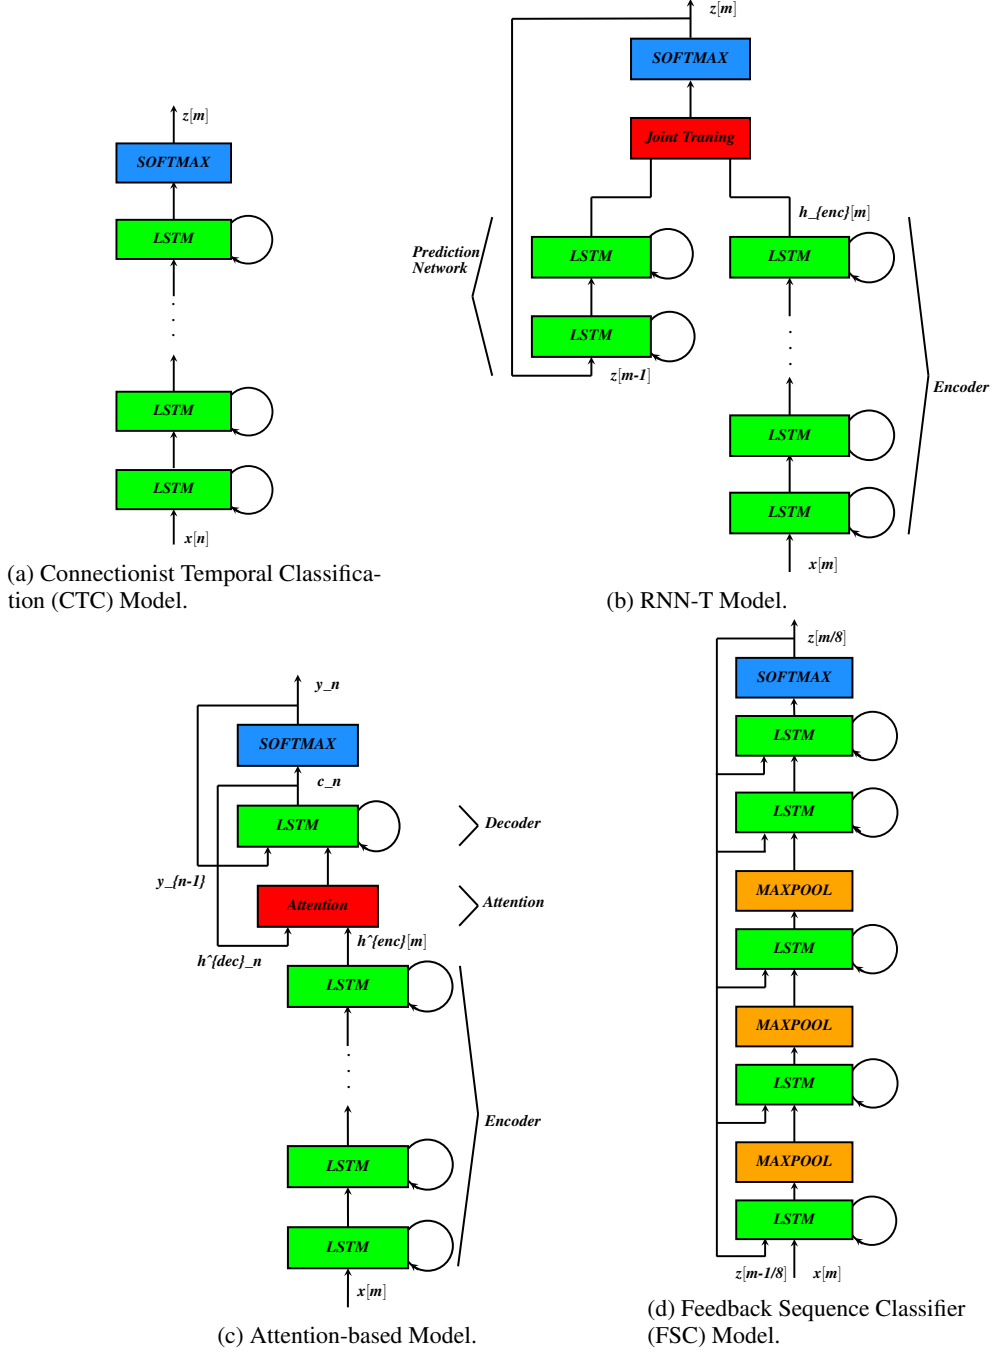 z[m]
SOFTMAX
LSTM
. . .
LSTM
LSTM
x[n]
(a) Connectionist Temporal Classifica-
tion (CTC) Model.
z[m]
SOFTMAX
Joint Traning
h_{enc}[m]
Prediction
Network
LSTM
LSTM
LSTM
z[m-1]
. . .
Encoder
LSTM
LSTM
x[m]
(b) RNN-T Model.
y_n
SOFTMAX
c_n
LSTM
Decoder
y_{n-1}
Attention
Attention
h^{enc}[m]
h^{dec}_n
LSTM
. . .
Encoder
LSTM
LSTM
x[m]
(c) Attention-based Model.
z[m/8]
SOFTMAX
LSTM
LSTM
MAXPOOL
LSTM
MAXPOOL
LSTM
MAXPOOL
LSTM
z[m-1/8] x[m]
(d) Feedback Sequence Classifier
(FSC) Model.